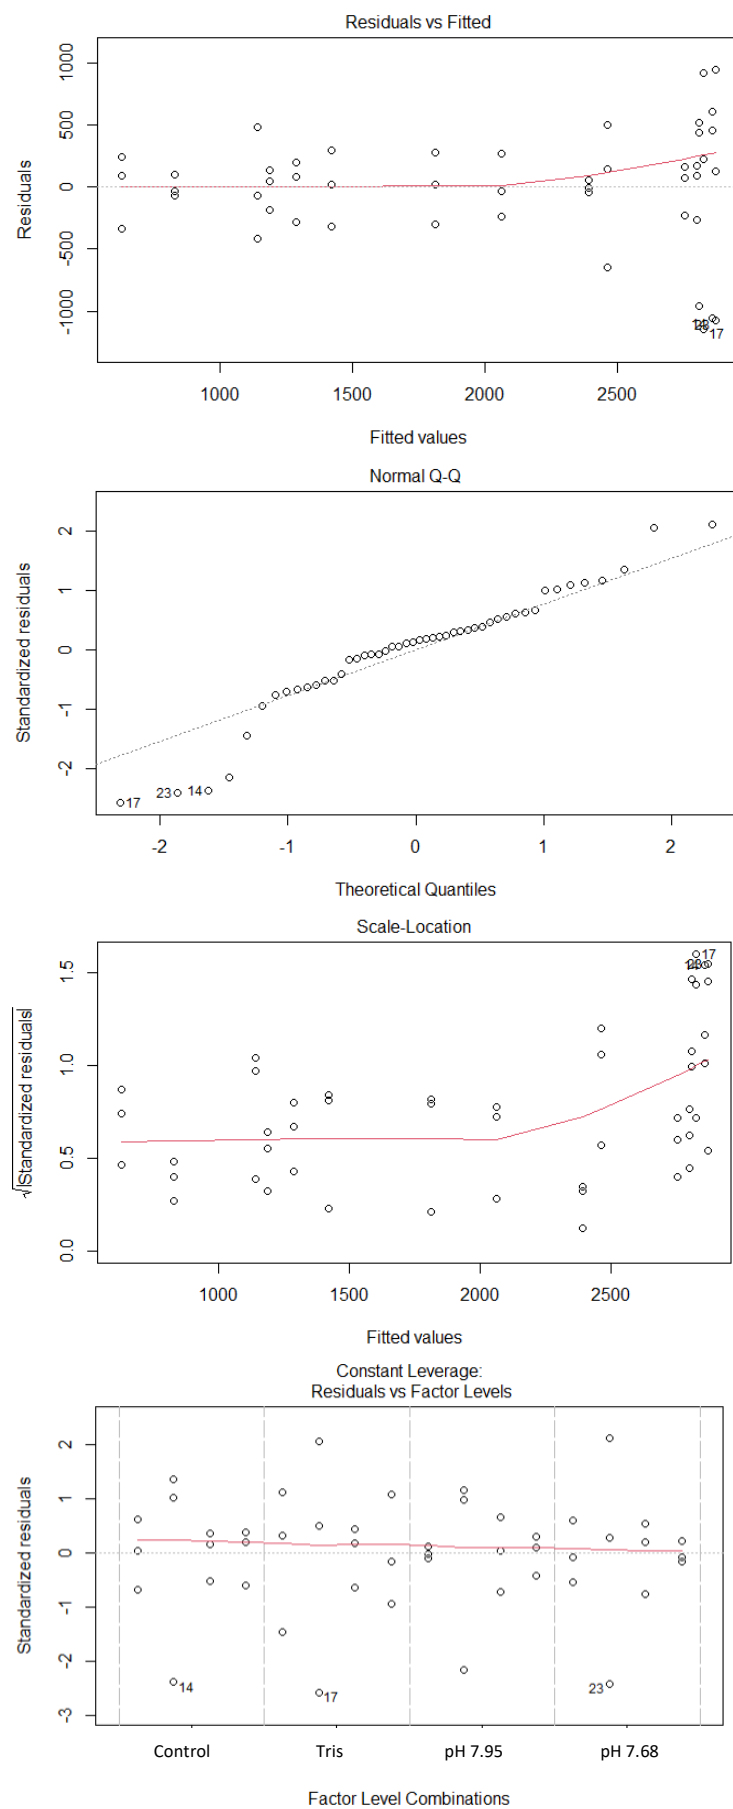 Residuals vs Fitted
1000
500
0
-500
-1000
Residuals
14
23
17
1000
1500
2000
2500
Fitted values
Normal Q-Q
2
1
0
-1
-2
Standardized residuals
17
23
14
-2
-1
0
1
2
Theoretical Quantiles
Scale-Location
1.5
1.0
0.5
0.0
√|Standardized residuals|
14
23
17
1000
1500
2000
2500
Fitted values
Constant Leverage:
Residuals vs Factor Levels
2
1
0
-1
-2
-3
Standardized residuals
14
17
23
Control
Tris
pH 7.95
pH 7.68
Factor Level Combinations